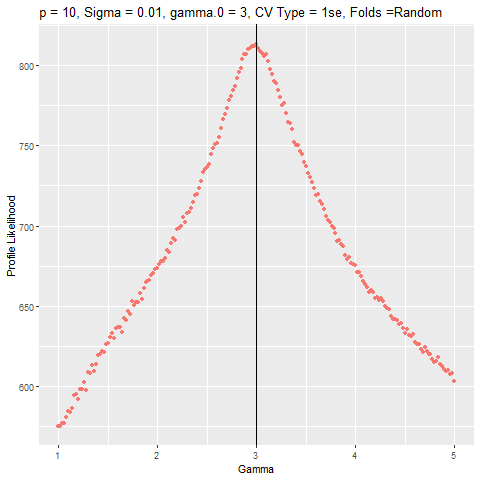 p = 10, Sigma = 0.01, gamma.0 = 3, CV Type = 1se, Folds =Random
Profile Likelihood
800
750
700
650
600
1 2 3 4 5
Gamma